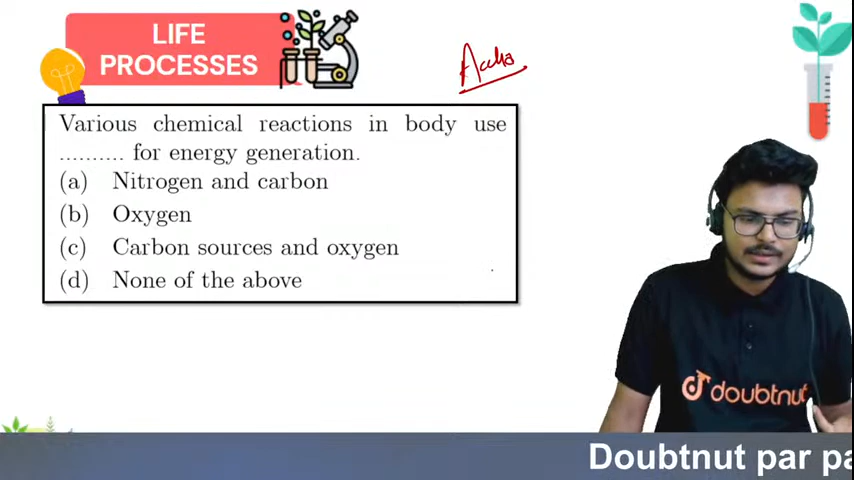 LIFE
PROCESSES
Various chemical reactions in body use
.......... for energy generation.
(a) Nitrogen and carbon
(b) Oxygen
(c) Carbon sources and oxygen
(d) None of the above
doubtnut
Doubtnut par pa